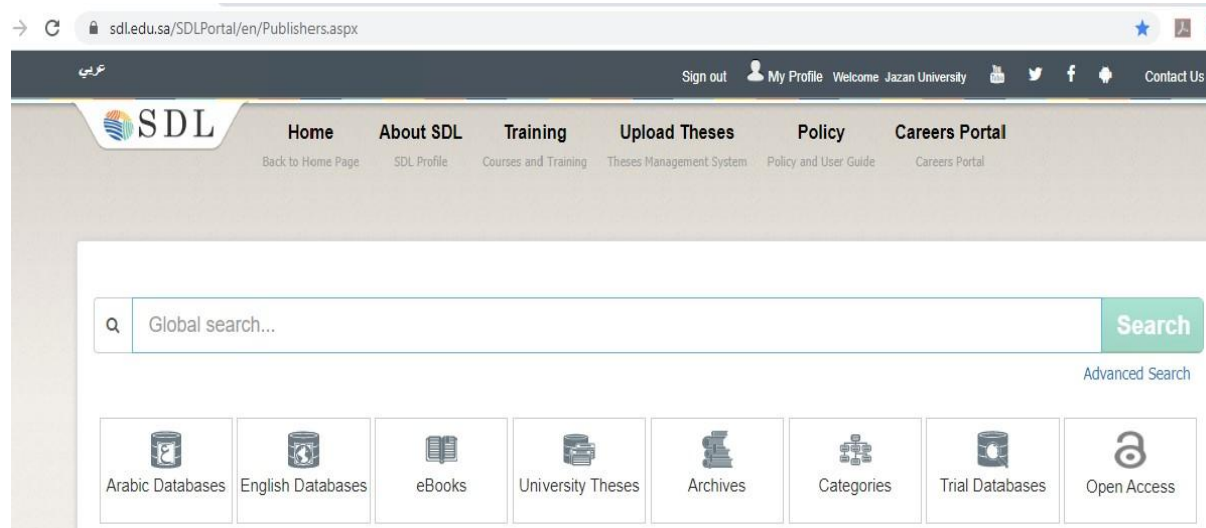 sdl.edu.sa/SDLPortal/en/Publishers.aspx
عربي
Sign out My Profile Welcome Jazan University f Contact Us
SDL
Home About SDL Training Upload Theses Policy Careers Portal
Back to Home Page SDL Profile Courses and Training Theses Management System Policy and User Guide Careers Portal
Global search... Search
Advanced Search
Arabic Databases English Databases eBooks University Theses Archives Categories Trial Databases Open Access